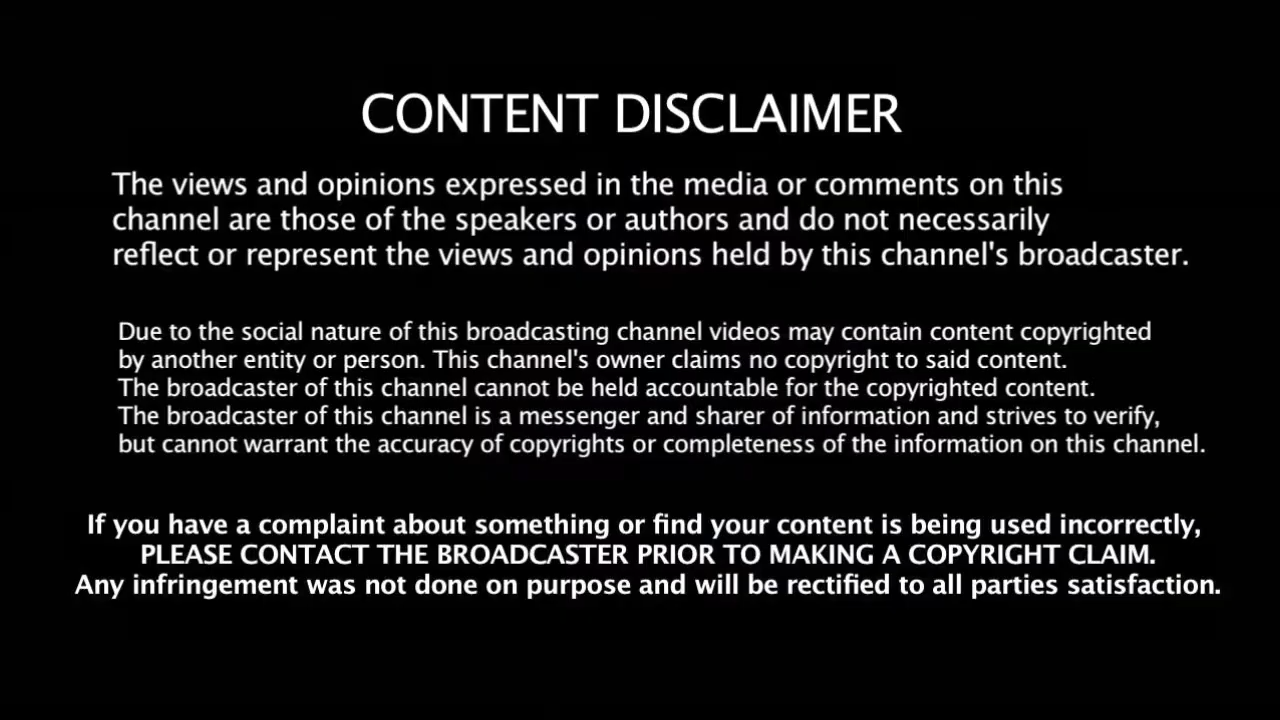 CONTENT DISCLAIMER
The views and opinions expressed in the media or comments on this
channel are those of the speakers or authors and do not necessarily
reflect or represent the views and opinions held by this channel's broadcaster.
Due to the social nature of this broadcasting channel videos may contain content copyrighted
by another entity or person. This channel's owner claims no copyright to said content.
The broadcaster of this channel cannot be held accountable for the copyrighted content.
The broadcaster of this channel is a messenger and sharer of information and strives to verify,
but cannot warrant the accuracy of copyrights or completeness of the information on this channel.
If you have a complaint about something or find your content is being used incorrectly,
PLEASE CONTACT THE BROADCASTER PRIOR TO MAKING A COPYRIGHT CLAIM.
Any infringement was not done on purpose and will be rectified to all parties satisfaction.